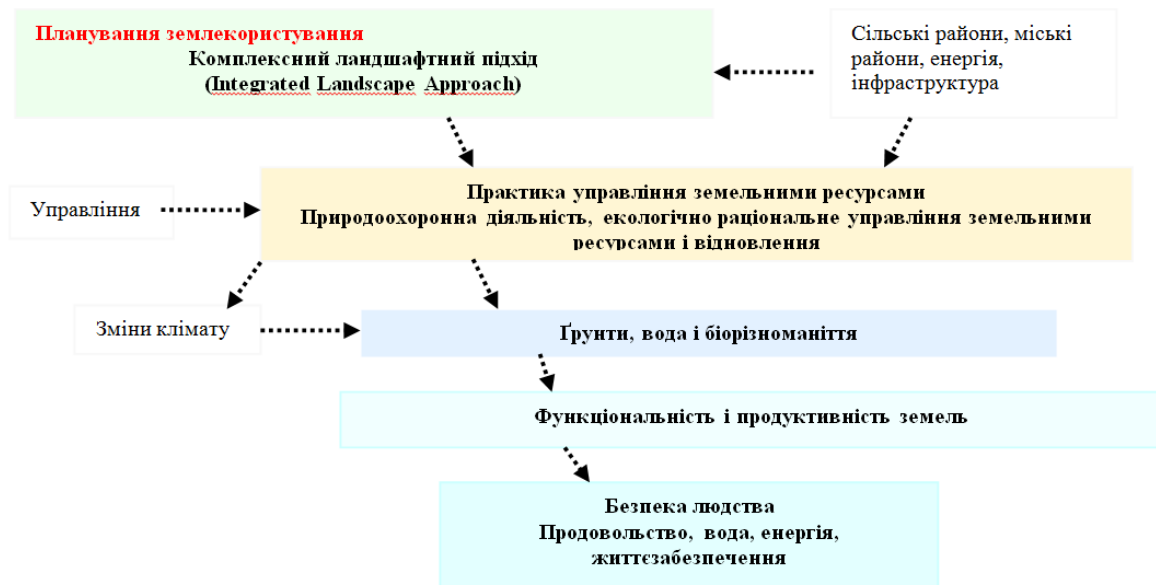 Планування землекористування
Комплексний ландшафтний підхід
(Integrated Landscape Approach)
Сільські райони, міські
райони, енергія,
інфраструктура
Управління
Практика управління земельними ресурсами
Природоохоронна діяльність, екологічно раціональне управління земельними
ресурсами і відновлення
Зміни клімату
Ґрунти, вода і біорізноманіття
Функціональність і продуктивність земель
Безпека людства
Продовольство, вода, енергія,
життєзабезпечення